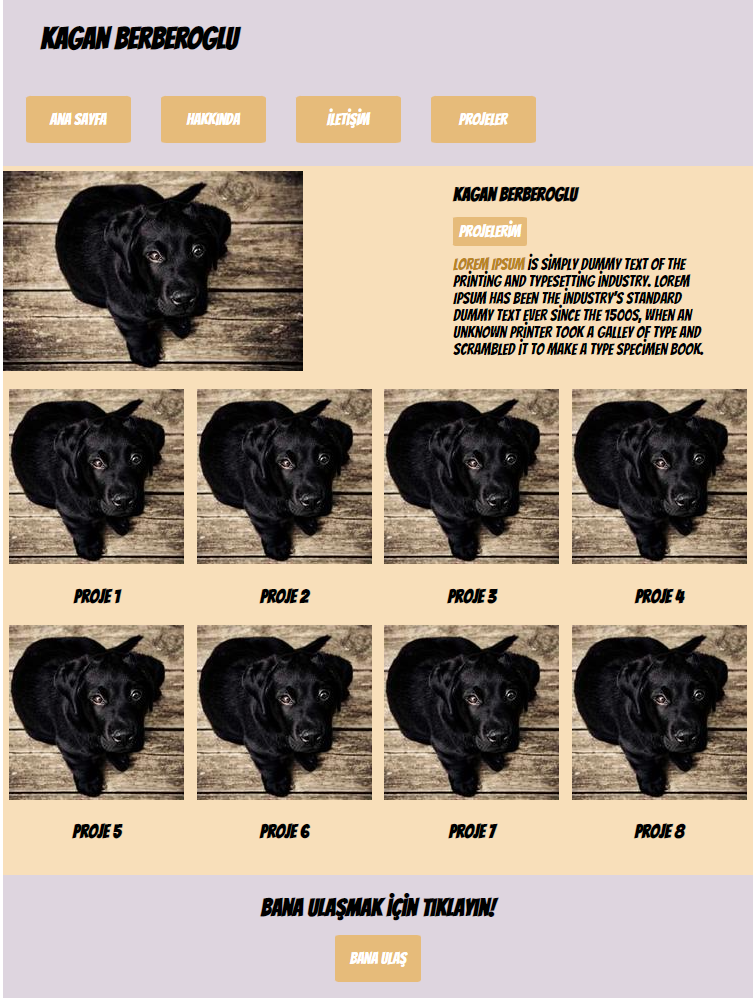 KAGAN BERBEROGLU
ANA SAYFA
HAKKINDA
İLETİŞİM
PROJELER
KAGAN BERBEROGLU
PROJELERİM
LOREM IPSUM İS SİMPLY DUMMY TEXT OF THE
PRİNTİNG AND TYPESETTİNG İNDUSTRY. LOREM
IPSUM HAS BEEN THE İNDUSTRY'S STANDARD
DUMMY TEXT EVER SİNCE THE 1500S, WHEN AN
UNKNOWN PRİNTER TOOK A GALLEY OF TYPE AND
SCRAMBLED İT TO MAKE A TYPE SPECİMEN BOOK.
PROJE 1
PROJE 2
PROJE 3
PROJE 4
PROJE 5
PROJE 6
PROJE 7
PROJE 8
BANA ULAŞMAK İÇİN TIKLAYIN!
BANA ULAŞ